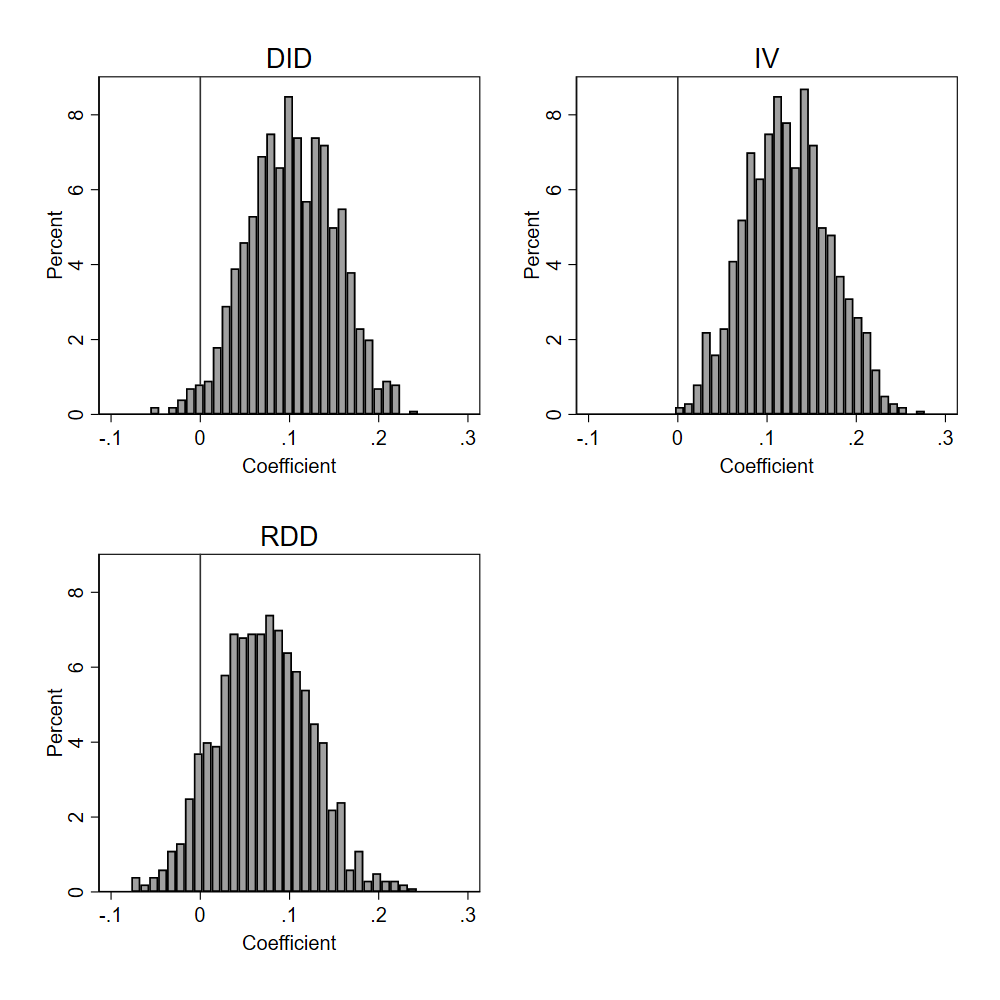 DID
Percent
0 2 4 6 8
-.1 0 .1 .2 .3
Coefficient
IV
Percent
0 2 4 6 8
-.1 0 .1 .2 .3
Coefficient
RDD
Percent
0 2 4 6 8
-.1 0 .1 .2 .3
Coefficient